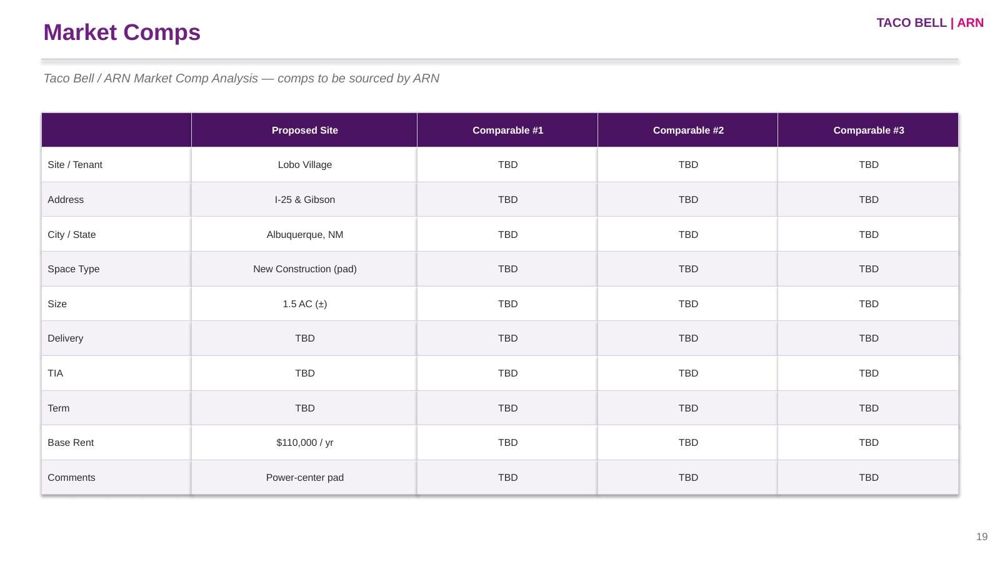 Market Comps
TACO BELL | ARN
Taco Bell / ARN Market Comp Analysis — comps to be sourced by ARN
Proposed Site Comparable #1 Comparable #2 Comparable #3
Site / Tenant Lobo Village TBD TBD TBD
Address I-25 & Gibson TBD TBD TBD
City / State Albuquerque, NM TBD TBD TBD
Space Type New Construction (pad) TBD TBD TBD
Size 1.5 AC (±) TBD TBD TBD
Delivery TBD TBD TBD TBD
TIA TBD TBD TBD TBD
Term TBD TBD TBD TBD
Base Rent $110,000 / yr TBD TBD TBD
Comments Power-center pad TBD TBD TBD
19